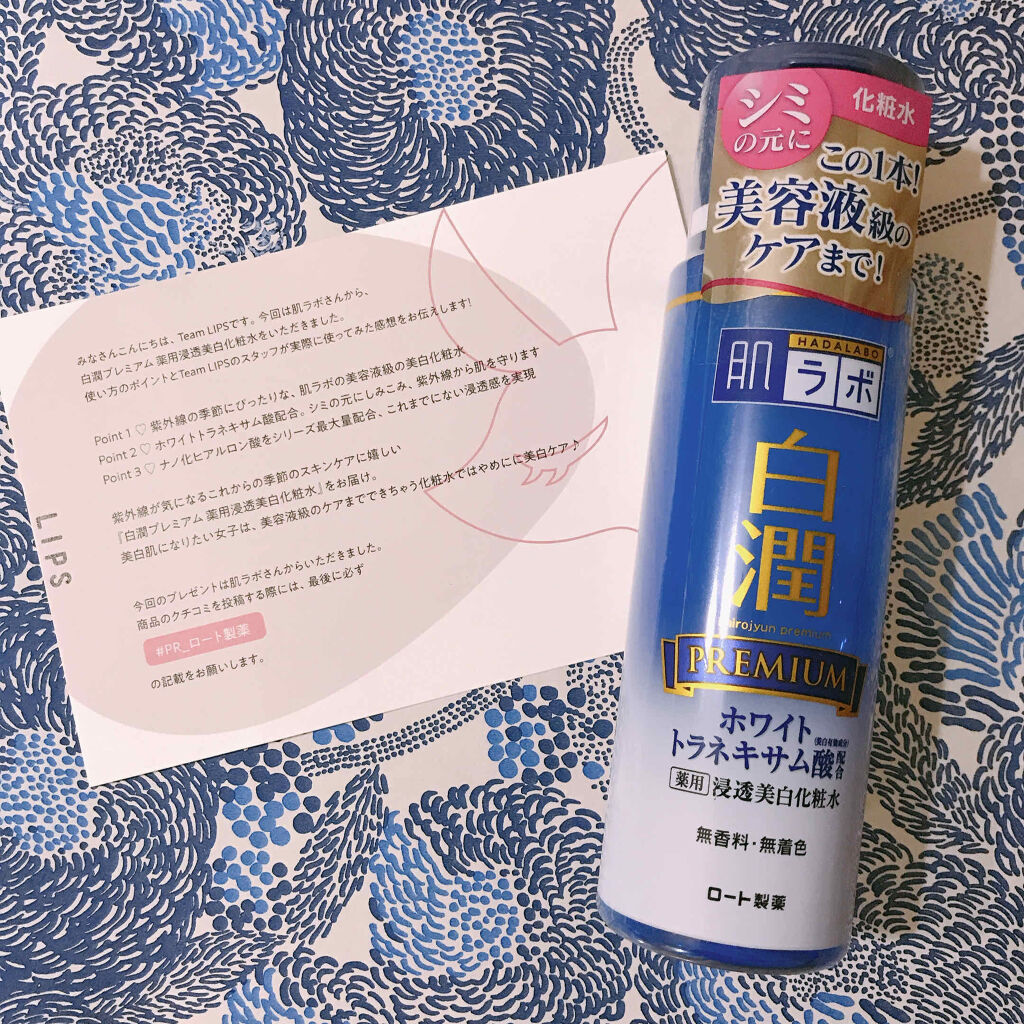 みなさんこんにちは、Team LIPSです。今回は肌ラボさんから、
白潤プレミアム 薬用浸透美白化粧水をいただきました。
使い方のポイントとTeam LIPSのスタッフが実際に使ってみた感想をお伝えします!
Point 1 ♡ 紫外線の季節にぴったりな、肌ラボの美容液級の美白化粧水
Point 2 ♡ ホワイトトラネキサム酸配合。シミの元にしみこみ、紫外線から肌を守ります
Point 3 ♡ ナノ化ヒアルロン酸をシリーズ最大量配合、これまでにない浸透感を実現
紫外線が気になるこれからの季節のスキンケアに嬉しい
『白潤プレミアム 薬用浸透美白化粧水』をお届け。
美白肌になりたい女子は、美容液級のケアまでできちゃう化粧水ではやめにに美白ケア♪
今回のプレゼントは肌ラボさんからいただきました。
商品のクチコミを投稿する際には、最後に必ず
#PR_ロート製薬
の記載をお願いします。
LIPS
シミ
の元に
化粧水
この1本!
美容液級の
ケアまで!
HADALABO
肌ラボ
白潤
hirojyun premium
PREMIUM
ホワイト
トラネキサム酸(美白有効成分)配合
薬用 浸透美白化粧水
無香料・無着色
ロート製薬